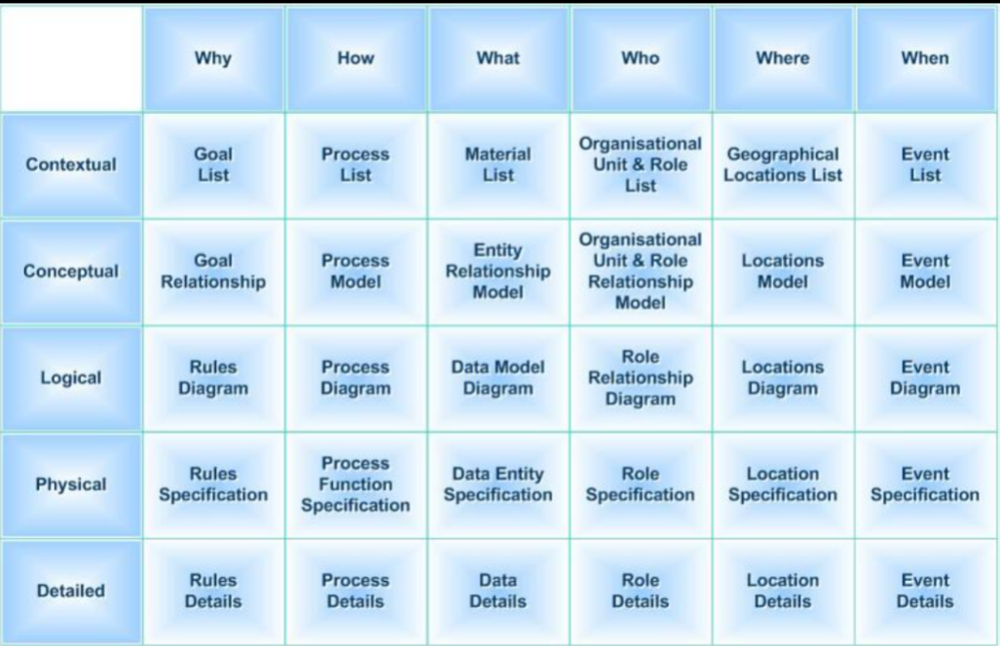 Why How What Who Where When
Contextual
Goal
List
Process
List
Material
List
Organisational
Unit & Role
List
Geographical
Locations List
Event
List
Conceptual
Goal
Relationship
Process
Model
Entity
Relationship
Model
Organisational
Unit & Role
Relationship
Model
Locations
Model
Event
Model
Logical
Rules
Diagram
Process
Diagram
Data Model
Diagram
Role
Relationship
Diagram
Locations
Diagram
Event
Diagram
Physical
Rules
Specification
Process
Function
Specification
Data Entity
Specification
Role
Specification
Location
Specification
Event
Specification
Detailed
Rules
Details
Process
Details
Data
Details
Role
Details
Location
Details
Event
Details